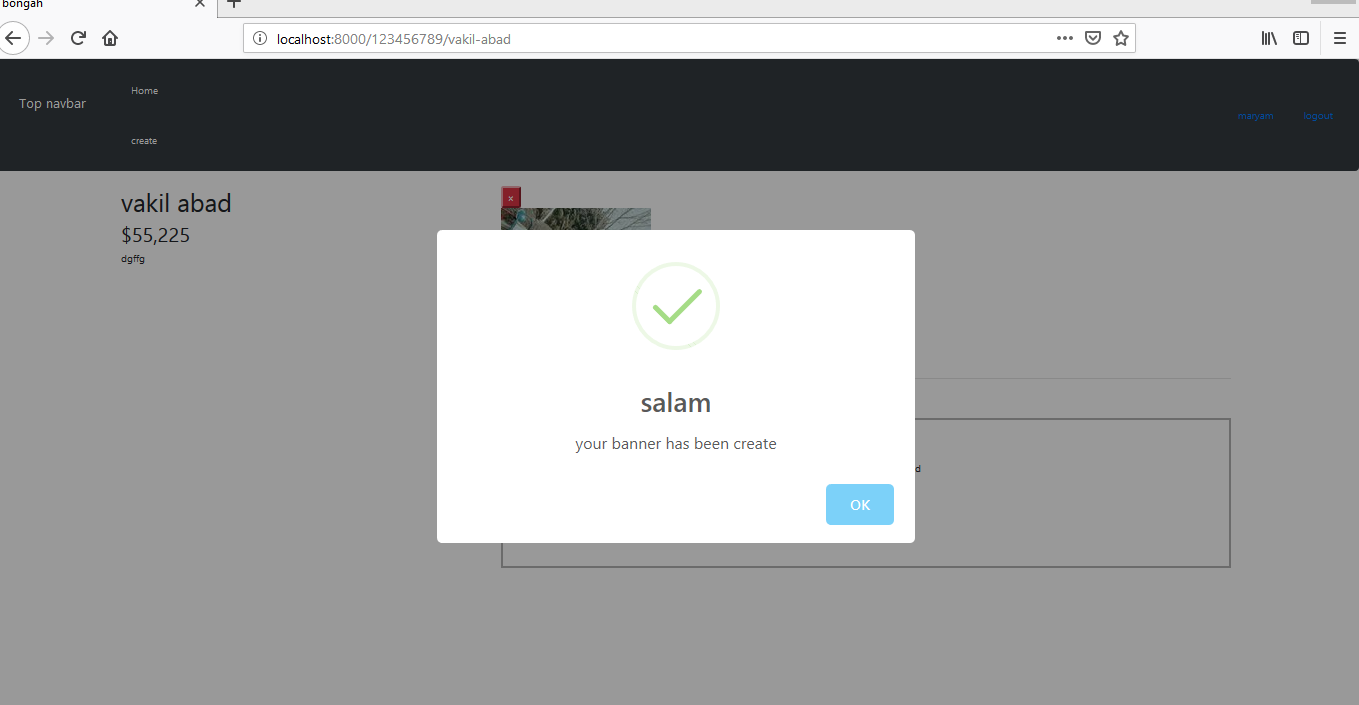 bongah
localhost:8000/123456789/vakil-abad
Top navbar
Home
create
maryam
logout
vakil abad
$55,225
dgffg
×
salam
your banner has been create
d
OK